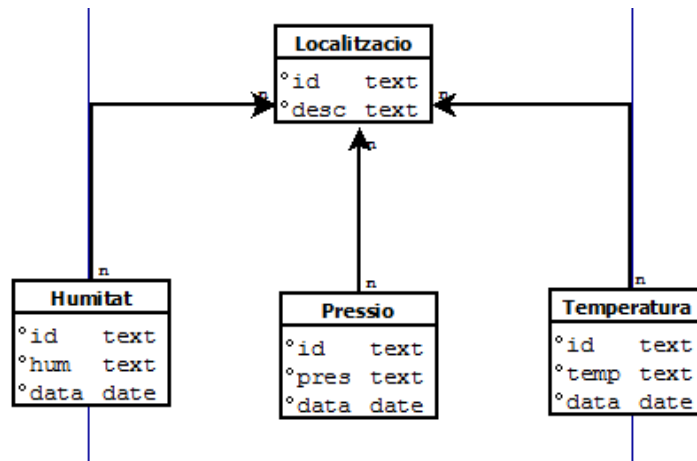 Localitzacio
°id text
°desc text
n
n
n
n
n
n
Humitat
°id text
°hum text
°data date
Pressio
°id text
°pres text
°data date
Temperatura
°id text
°temp text
°data date